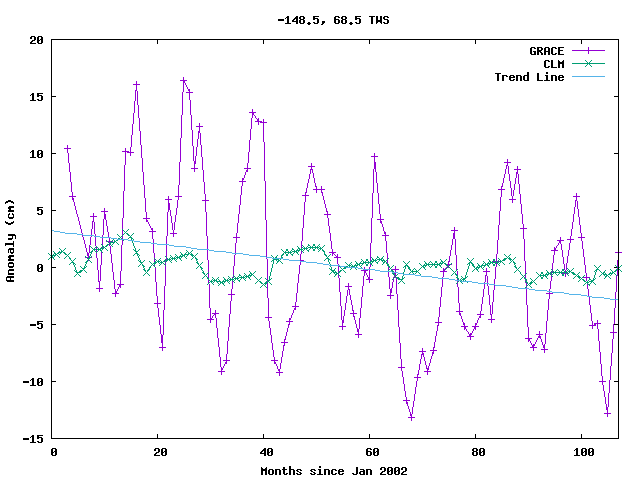 -148.5, 68.5 TWS
GRACE
CLM
Trend Line
20
15
10
5
0
-5
-10
-15
Anomaly (cm)
0 20 40 60 80 100
Months since Jan 2002